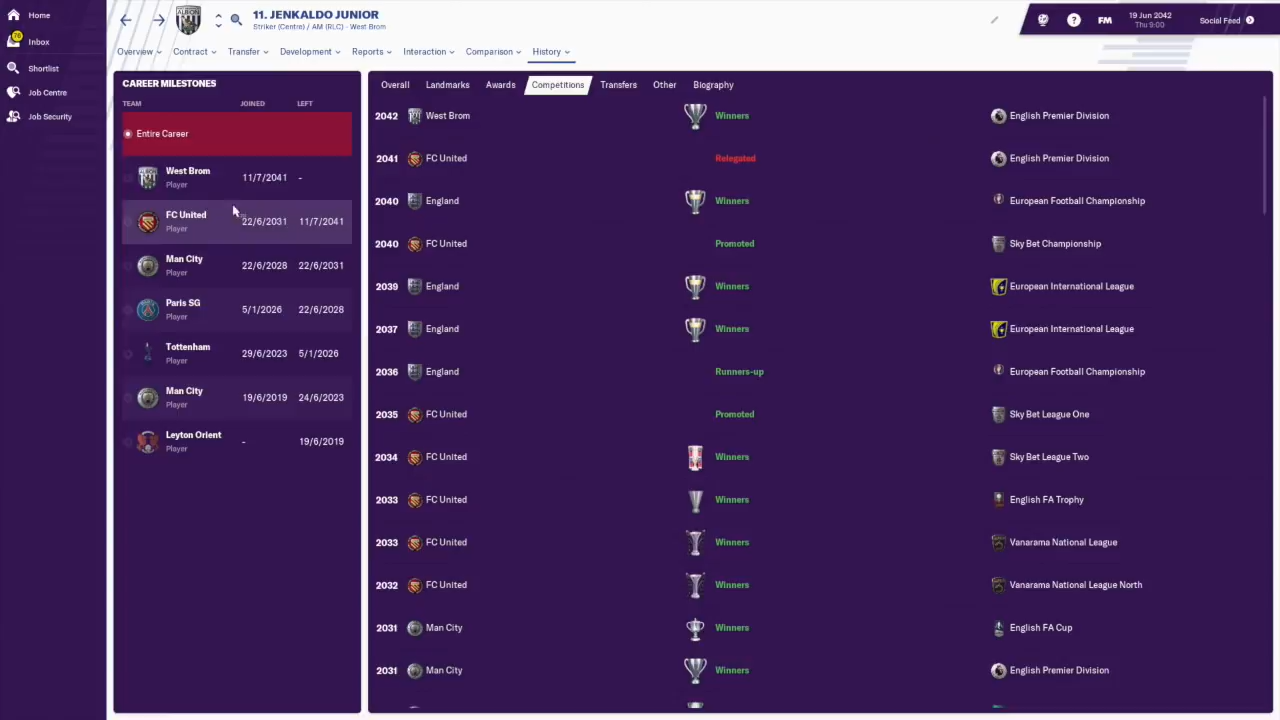 Home
76
Inbox
Shortlist
Job Centre
Job Security
11. JENKALDO JUNIOR
Striker (Centre) / AM (RLC) - West Brom
FM
19 Jun 2042
Thu 9:00
Social Feed
Overview
Contract
Transfer
Development
Reports
Interaction
Comparison
History
CAREER MILESTONES
TEAM JOINED LEFT
Entire Career
West Brom
Player
11/7/2041 -
FC United
Player
22/6/2031 11/7/2041
Man City
Player
22/6/2028 22/6/2031
Paris SG
Player
5/1/2026 22/6/2028
Tottenham
Player
29/6/2023 5/1/2026
Man City
Player
19/6/2019 24/6/2023
Leyton Orient
Player
- 19/6/2019
Overall Landmarks Awards Competitions Transfers Other Biography
2042 West Brom Winners English Premier Division
2041 FC United Relegated English Premier Division
2040 England Winners European Football Championship
2040 FC United Promoted Sky Bet Championship
2039 England Winners European International League
2037 England Winners European International League
2036 England Runners-up European Football Championship
2035 FC United Promoted Sky Bet League One
2034 FC United Winners Sky Bet League Two
2033 FC United Winners English FA Trophy
2033 FC United Winners Vanarama National League
2032 FC United Winners Vanarama National League North
2031 Man City Winners English FA Cup
2031 Man City Winners English Premier Division